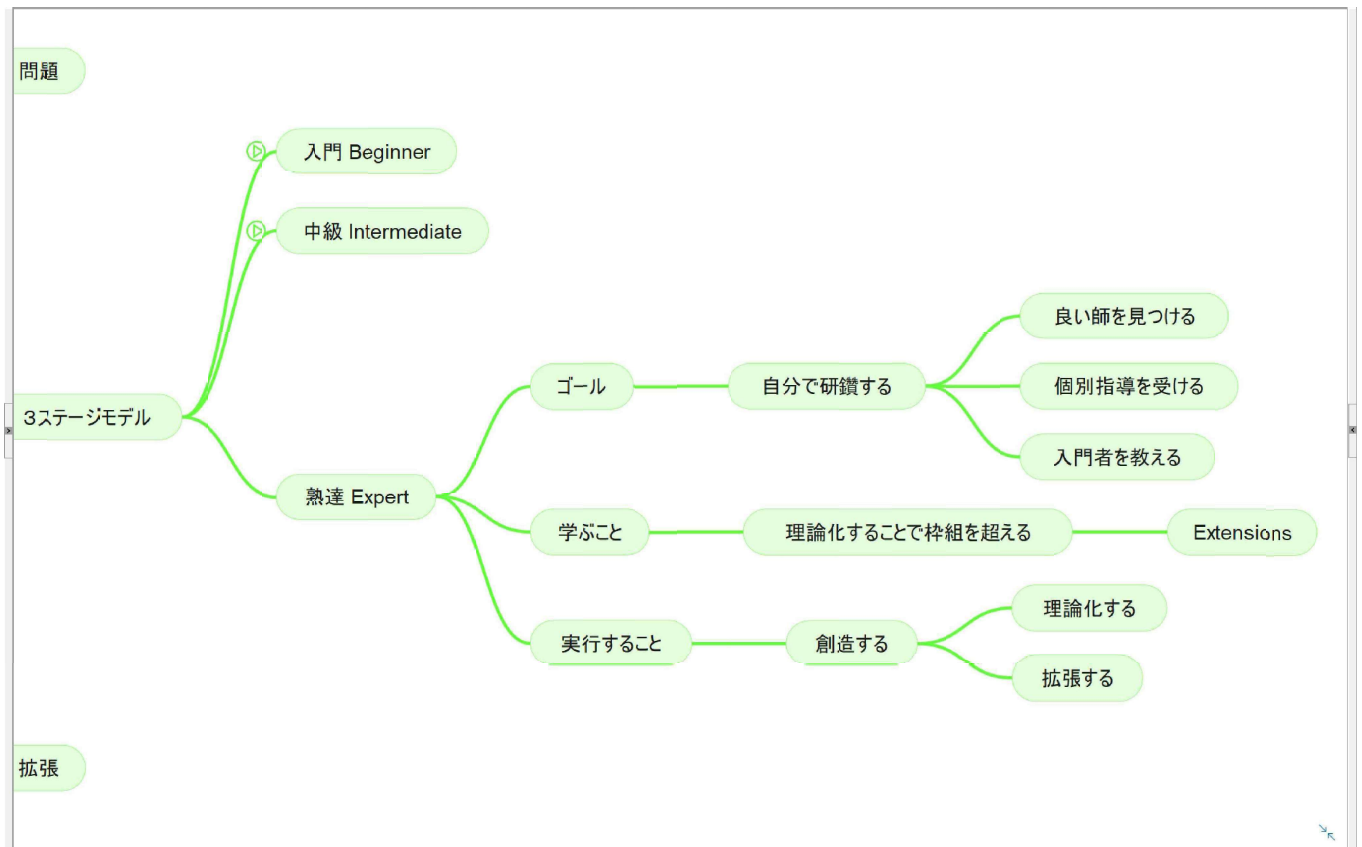 問題
入門 Beginner
中級 Intermediate
3ステージモデル
熟達 Expert
ゴール
自分で研鑽する
良い師を見つける
個別指導を受ける
入門者を教える
学ぶこと
理論化することで枠組を超える
Extensions
実行すること
創造する
理論化する
拡張する
拡張